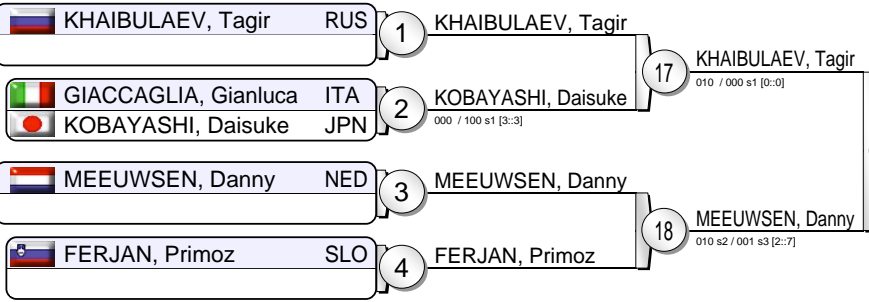 KHAIBULAEV, Tagir RUS
1
KHAIBULAEV, Tagir
GIACCAGLIA, Gianluca ITA
KOBAYASHI, Daisuke JPN
2
KOBAYASHI, Daisuke
000 / 100 s1 [3::3]
17
KHAIBULAEV, Tagir
010 / 000 s1 [0::0]
MEEUWSEN, Danny NED
3
MEEUWSEN, Danny
FERJAN, Primoz SLO
4
FERJAN, Primoz
18
MEEUWSEN, Danny
010 s2 / 001 s3 [2::7]